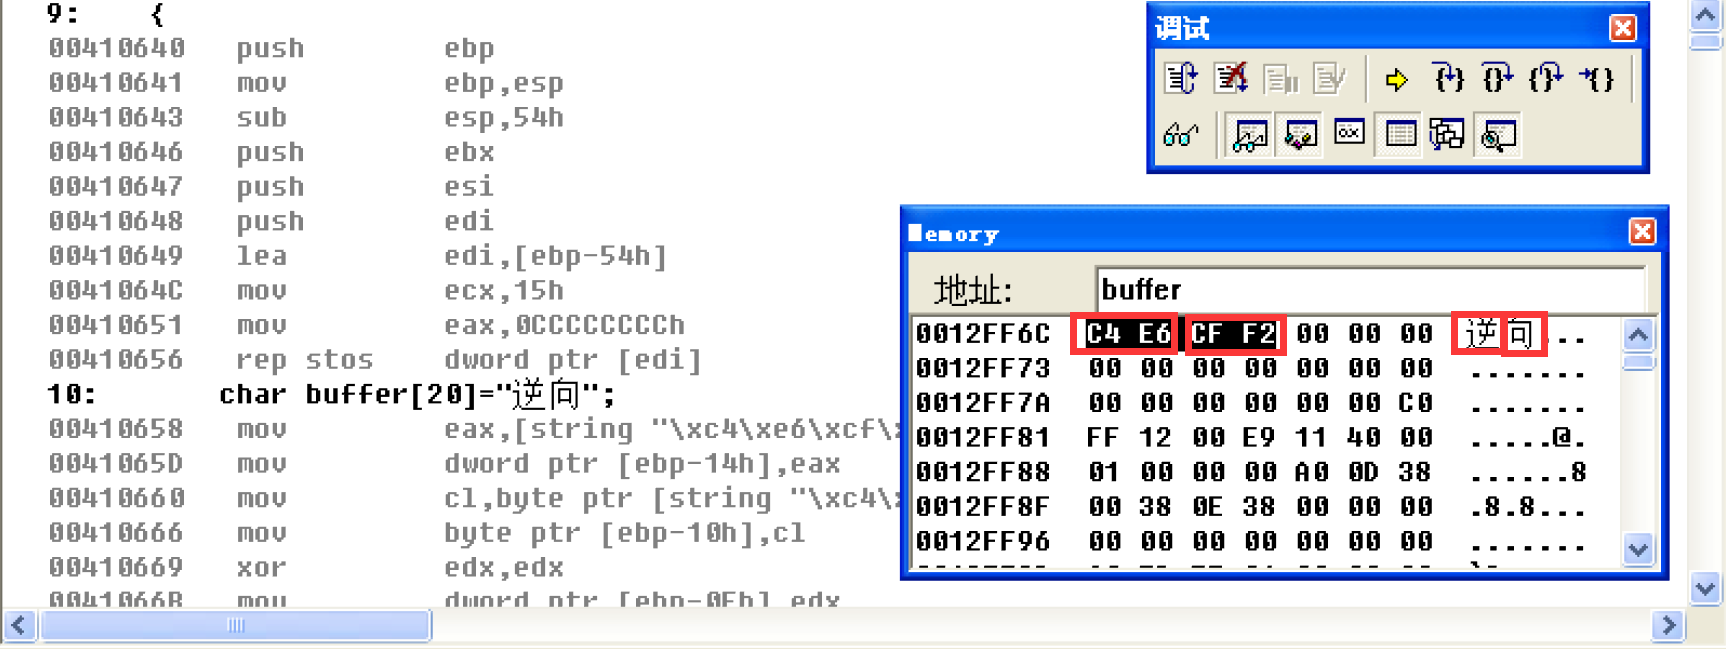 9: {
00410640 push ebp
00410641 mov ebp,esp
00410643 sub esp,54h
00410646 push ebx
00410647 push esi
00410648 push edi
00410649 lea edi,[ebp-54h]
0041064C mov ecx,15h
00410651 mov eax,0CCCCCCCCh
00410656 rep stos dword ptr [edi]
10: char buffer[20]="逆向";
00410658 mov eax,[string "\xc4\xe6\xcf\
0041065D mov dword ptr [ebp-14h],eax
00410660 mov cl,byte ptr [string "\xc4\
00410666 mov byte ptr [ebp-10h],cl
00410669 xor edx,edx
0041066B mov dword ptr [ebp-0Fh],edx
调试
Memory
地址: buffer
0012FF6C C4 E6 CF F2 00 00 00 逆向...
0012FF73 00 00 00 00 00 00 00 .......
0012FF7A 00 00 00 00 00 00 C0 .......
0012FF81 FF 12 00 E9 11 40 00 .....@.
0012FF88 01 00 00 00 A0 0D 38 ......8
0012FF8F 00 38 0E 38 00 00 00 .8.8...
0012FF96 00 00 00 00 00 00 00 .......